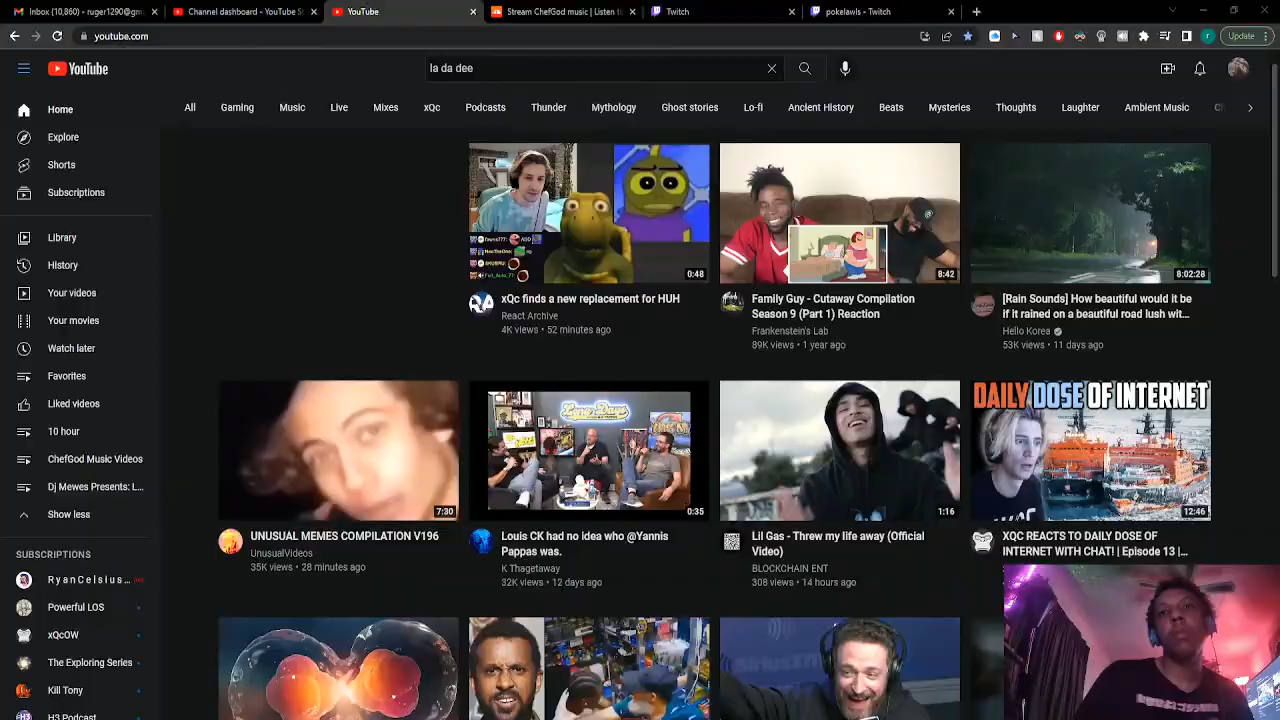 Inbox (10,860) - ruger1290@gm
Channel dashboard - YouTube S
YouTube
Stream ChefGod music | Listen t
Twitch
pokelawls - Twitch
youtube.com
Update
YouTube
la da dee
All
Gaming
Music
Live
Mixes
xQc
Podcasts
Thunder
Mythology
Ghost stories
Lo-fi
Ancient History
Beats
Mysteries
Thoughts
Laughter
Ambient Music
Home
Explore
Shorts
Subscriptions
Library
History
Your videos
Your movies
Watch later
Favorites
Liked videos
10 hour
ChefGod Music Videos
Dj Mewes Presents: L...
Show less
SUBSCRIPTIONS
R y a n C e l s i u s ...
Powerful LOS
xQcOW
The Exploring Series
Kill Tony
H3 Podcast
0:48
xQc finds a new replacement for HUH
React Archive
4K views • 52 minutes ago
8:42
Family Guy - Cutaway Compilation
Season 9 (Part 1) Reaction
Frankenstein's Lab
89K views • 1 year ago
8:02:28
[Rain Sounds] How beautiful would it be
if it rained on a beautiful road lush wit...
Hello Korea
53K views • 11 days ago
7:30
UNUSUAL MEMES COMPILATION V196
UnusualVideos
35K views • 28 minutes ago
0:35
Louis CK had no idea who @Yannis
Pappas was.
K Thagetaway
32K views • 12 days ago
1:16
Lil Gas - Threw my life away (Official
Video)
BLOCKCHAIN ENT
308 views • 14 hours ago
DAILY DOSE OF INTERNET
12:46
XQC REACTS TO DAILY DOSE OF
INTERNET WITH CHAT! | Episode 13 |...